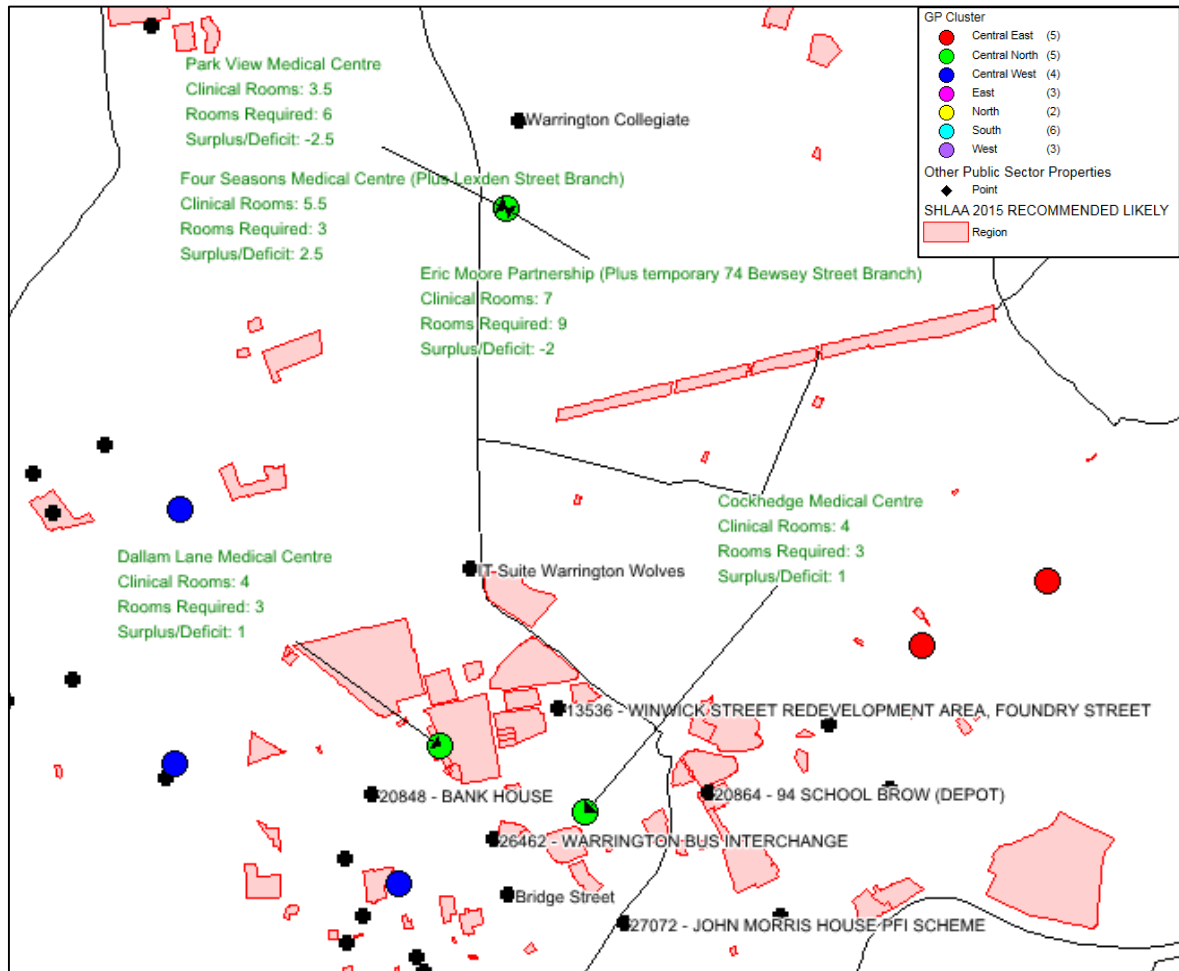 GP Cluster
Central East (5)
Central North (5)
Central West (4)
East (3)
North (2)
South (6)
West (3)
Other Public Sector Properties
Point
SHLAA 2015 RECOMMENDED LIKELY
Region
Park View Medical Centre
Clinical Rooms: 3.5
Rooms Required: 6
Surplus/Deficit: -2.5
Warrington Collegiate
Four Seasons Medical Centre (Plus Lexden Street Branch)
Clinical Rooms: 5.5
Rooms Required: 3
Surplus/Deficit: 2.5
Eric Moore Partnership (Plus temporary 74 Bewsey Street Branch)
Clinical Rooms: 7
Rooms Required: 9
Surplus/Deficit: -2
Cockhedge Medical Centre
Clinical Rooms: 4
Rooms Required: 3
Surplus/Deficit: 1
Dallam Lane Medical Centre
Clinical Rooms: 4
Rooms Required: 3
Surplus/Deficit: 1
IT Suite Warrington Wolves
13536 - WINWICK STREET REDEVELOPMENT AREA, FOUNDRY STREET
20848 - BANK HOUSE
20864 - 94 SCHOOL BROW (DEPOT)
26462 - WARRINGTON BUS INTERCHANGE
Bridge Street
27072 - JOHN MORRIS HOUSE PFI SCHEME